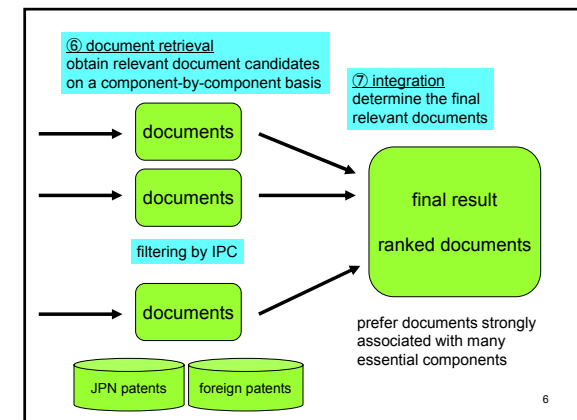 ⑥ document retrieval
obtain relevant document candidates
on a component-by-component basis
⑦ integration
determine the final
relevant documents
documents
documents
filtering by IPC
documents
final result
ranked documents
prefer documents strongly
associated with many
essential components
JPN patents
foreign patents
6